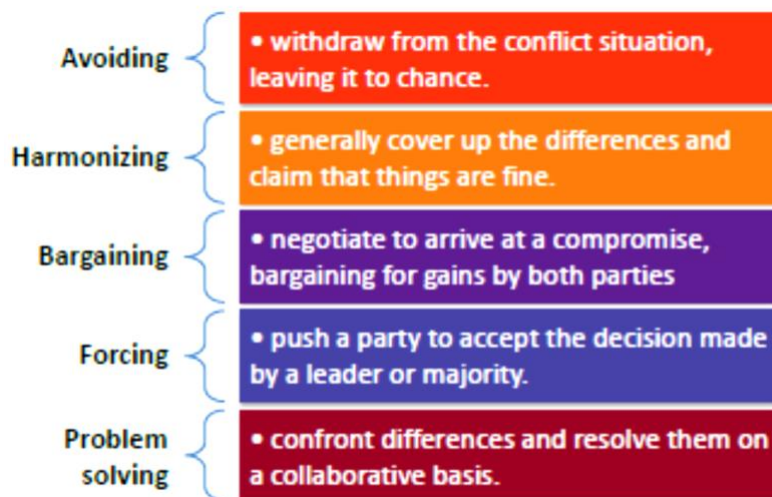 Avoiding
• withdraw from the conflict situation,
leaving it to chance.
Harmonizing
• generally cover up the differences and
claim that things are fine.
Bargaining
• negotiate to arrive at a compromise,
bargaining for gains by both parties
Forcing
• push a party to accept the decision made
by a leader or majority.
Problem
solving
• confront differences and resolve them on
a collaborative basis.